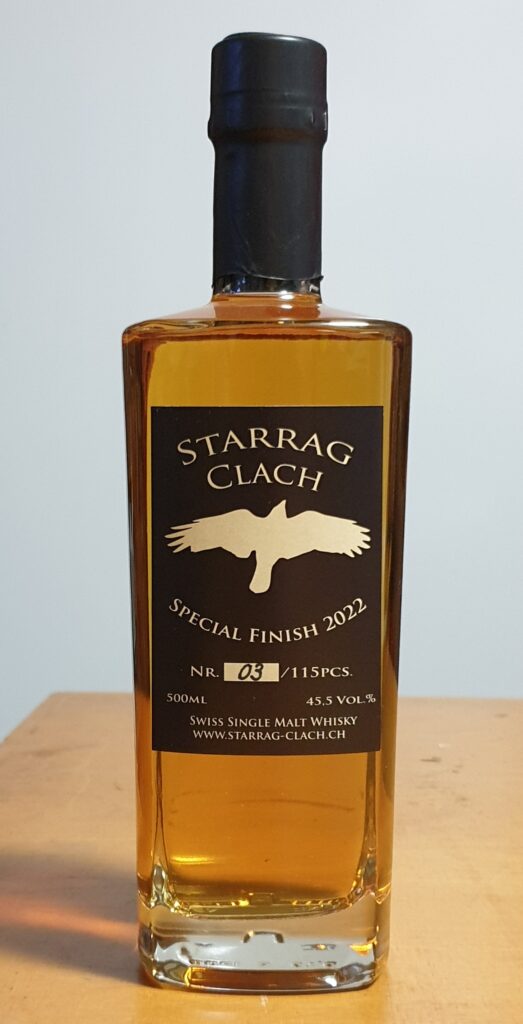 STARRAG
CLACH
SPECIAL FINISH 2022
NR. 03 /115PCS.
500ML 45,5 VOL.%
SWISS SINGLE MALT WHISKY
WWW.STARRAG-CLACH.CH